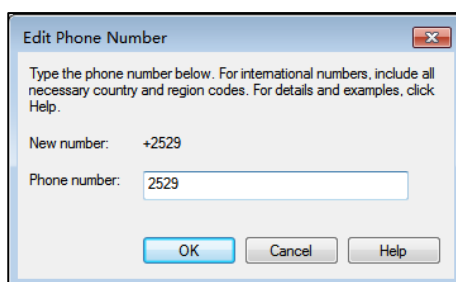 Edit Phone Number
Type the phone number below. For international numbers, include all
necessary country and region codes. For details and examples, click
Help.
New number: +2529
Phone number: 2529
OK Cancel Help